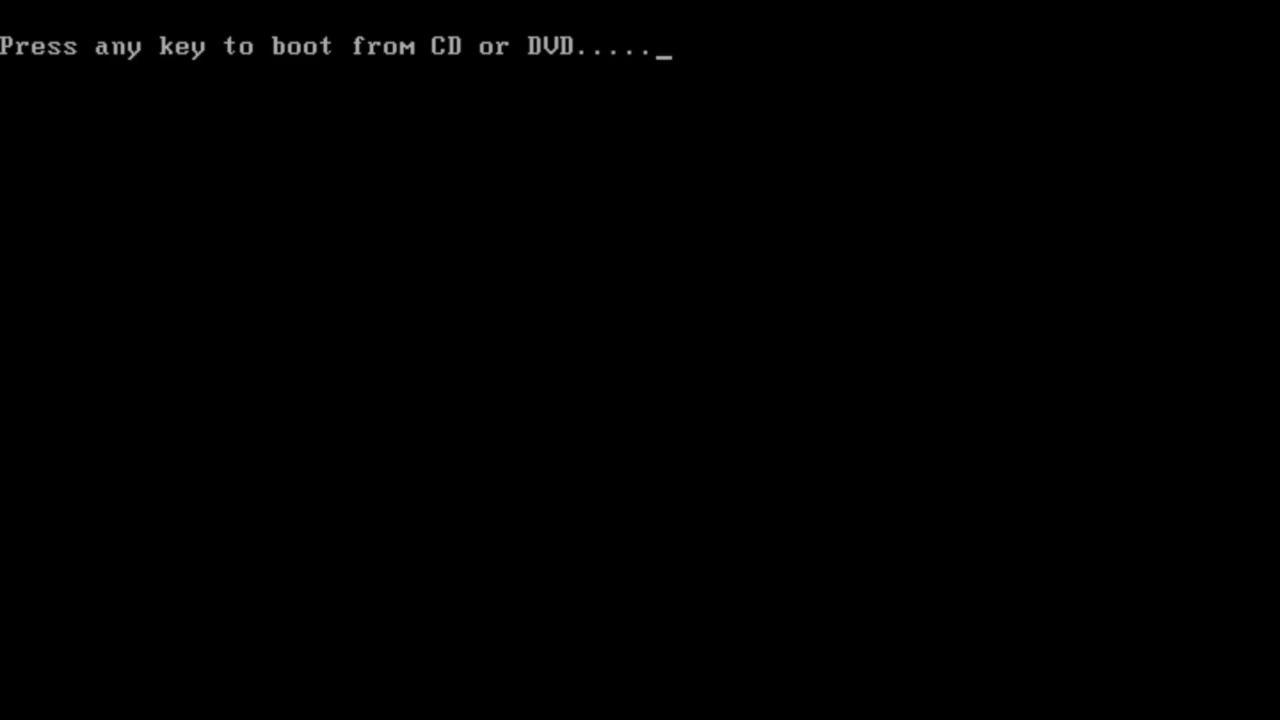 Press any key to boot from CD or DVD....._